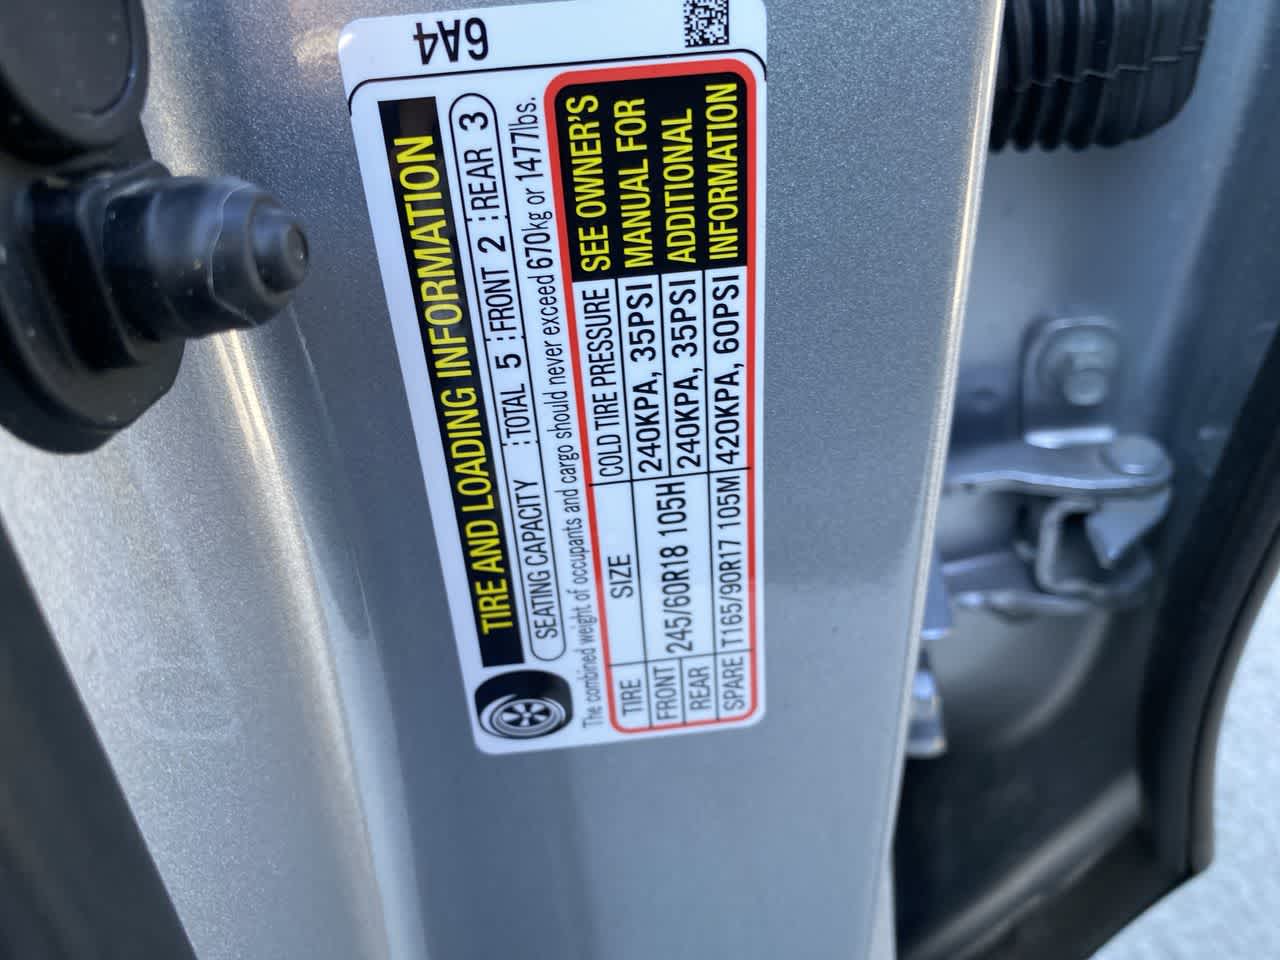 6A4
TIRE AND LOADING INFORMATION
SEATING CAPACITY TOTAL 5 FRONT 2 REAR 3
The combined weight of occupants and cargo should never exceed 670kg or 1477lbs.
TIRE SIZE COLD TIRE PRESSURE
FRONT 245/60R18 105H 240KPA, 35PSI
REAR 240KPA, 35PSI
SPARE T165/90R17 105M 420KPA, 60PSI
SEE OWNER'S
MANUAL FOR
ADDITIONAL
INFORMATION